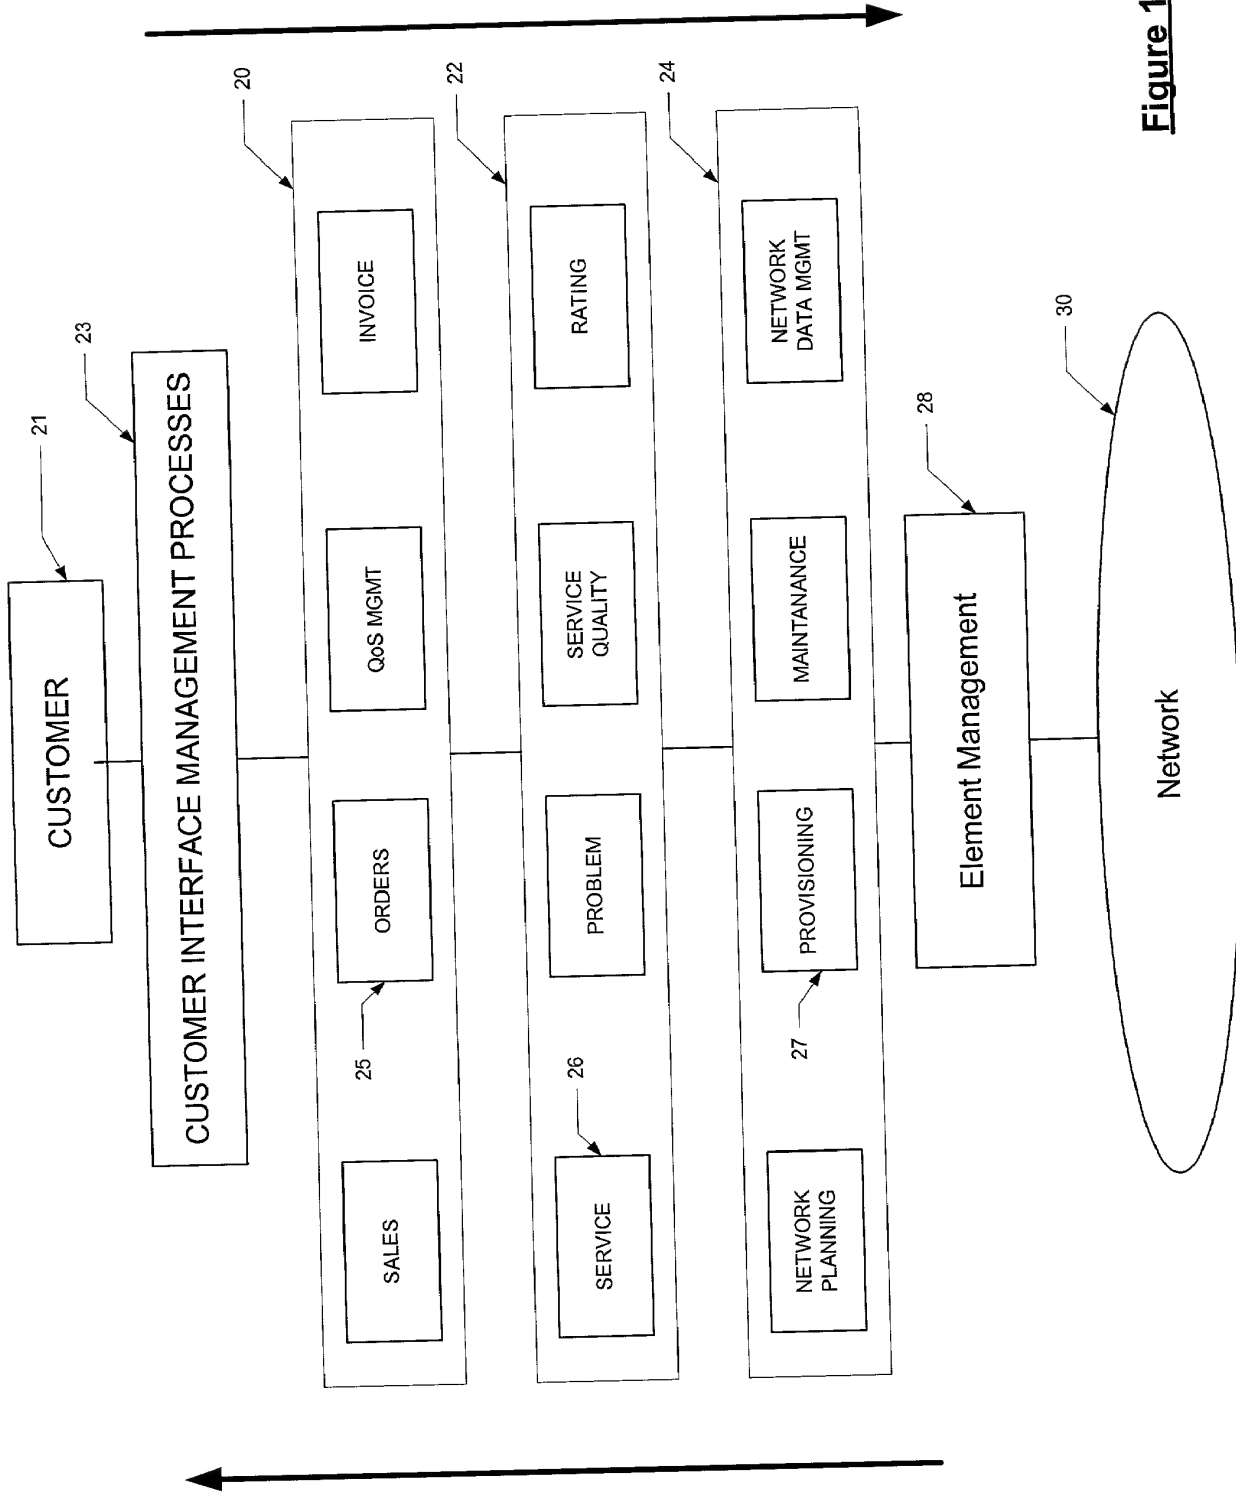 CUSTOMER
21
CUSTOMER INTERFACE MANAGEMENT PROCESSES
23
20
SALES
25
ORDERS
QoS MGMT
INVOICE
22
SERVICE
26
PROBLEM
SERVICE
QUALITY
RATING
24
NETWORK
PLANNING
27
PROVISIONING
MAINTANANCE
NETWORK
DATA MGMT
Element Management
28
Network
30
Figure 1